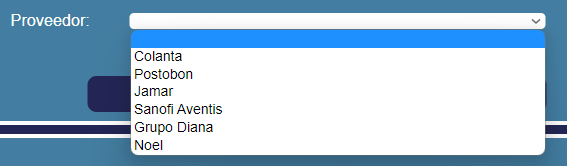 Proveedor:
Colanta
Postobon
Jamar
Sanofi Aventis
Grupo Diana
Noel